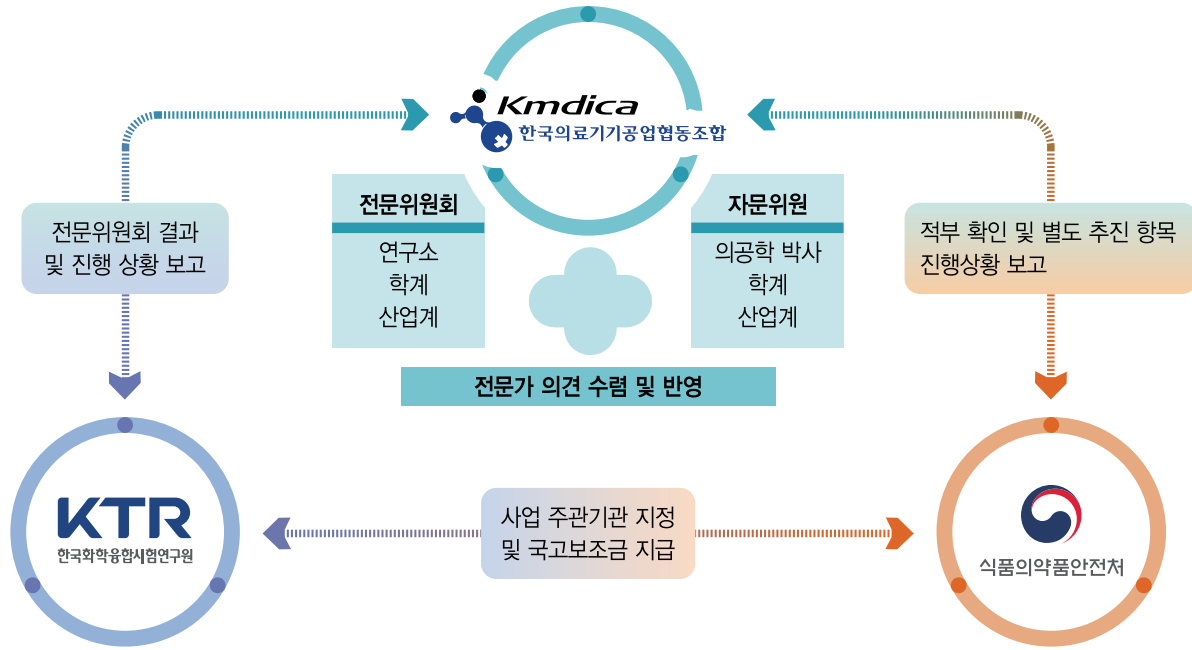 Kmdica
한국의료기기공업협동조합
전문위원회
연구소
학계
산업계
자문위원
의공학 박사
학계
산업계
전문가 의견 수렴 및 반영
전문위원회 결과
및 진행 상황 보고
적부 확인 및 별도 추진 항목
진행상황 보고
KTR
한국화학융합시험연구원
사업 주관기관 지정
및 국고보조금 지급
식품의약품안전처